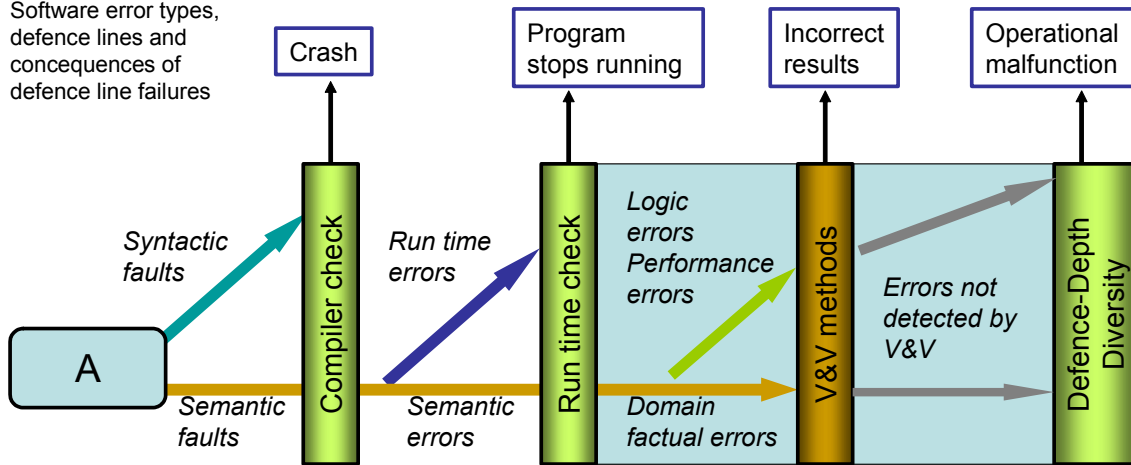 Software error types,
defence lines and
concequences of
defence line failures
Crash
Program
stops running
Incorrect
results
Operational
malfunction
Syntactic
faults
Compiler check
Run time
errors
Run time check
Logic
errors
Performance
errors
V&V methods
Errors not
detected by
V&V
Defence-Depth
Diversity
A
Semantic
faults
Semantic
errors
Domain
factual errors